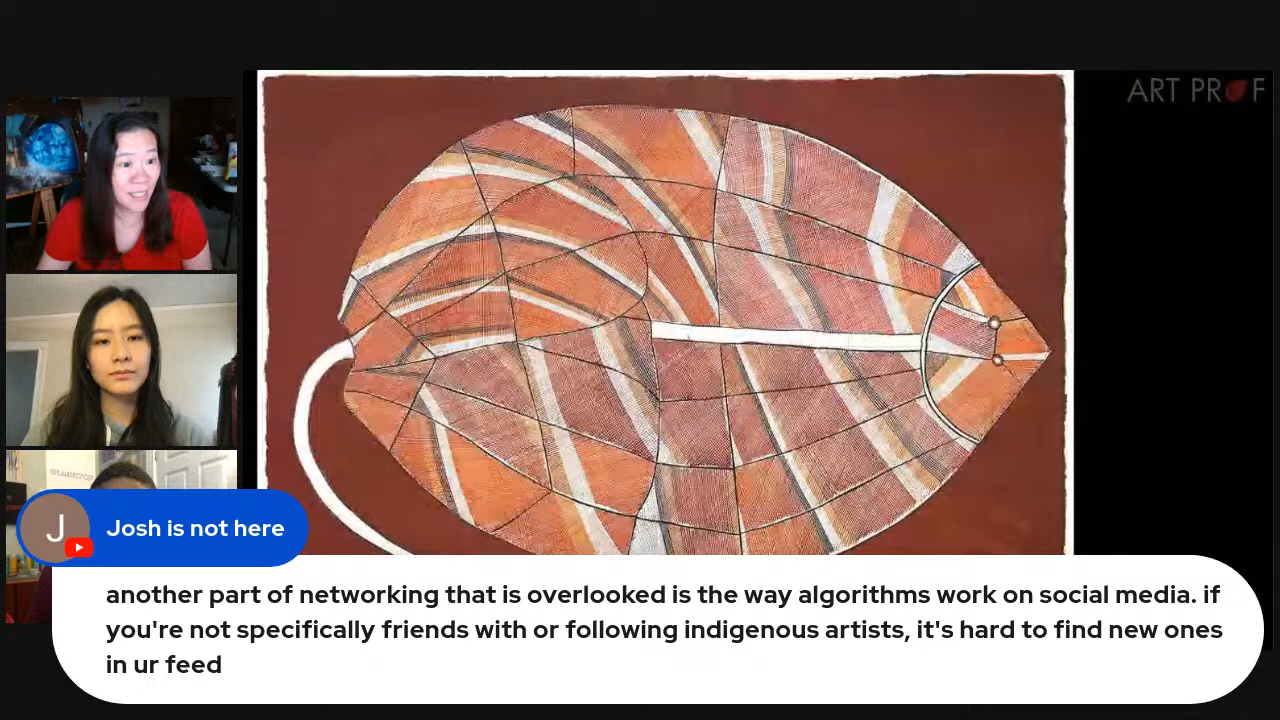 ART PROF
Josh is not here
J
another part of networking that is overlooked is the way algorithms work on social media. if
you're not specifically friends with or following indigenous artists, it's hard to find new ones
in ur feed